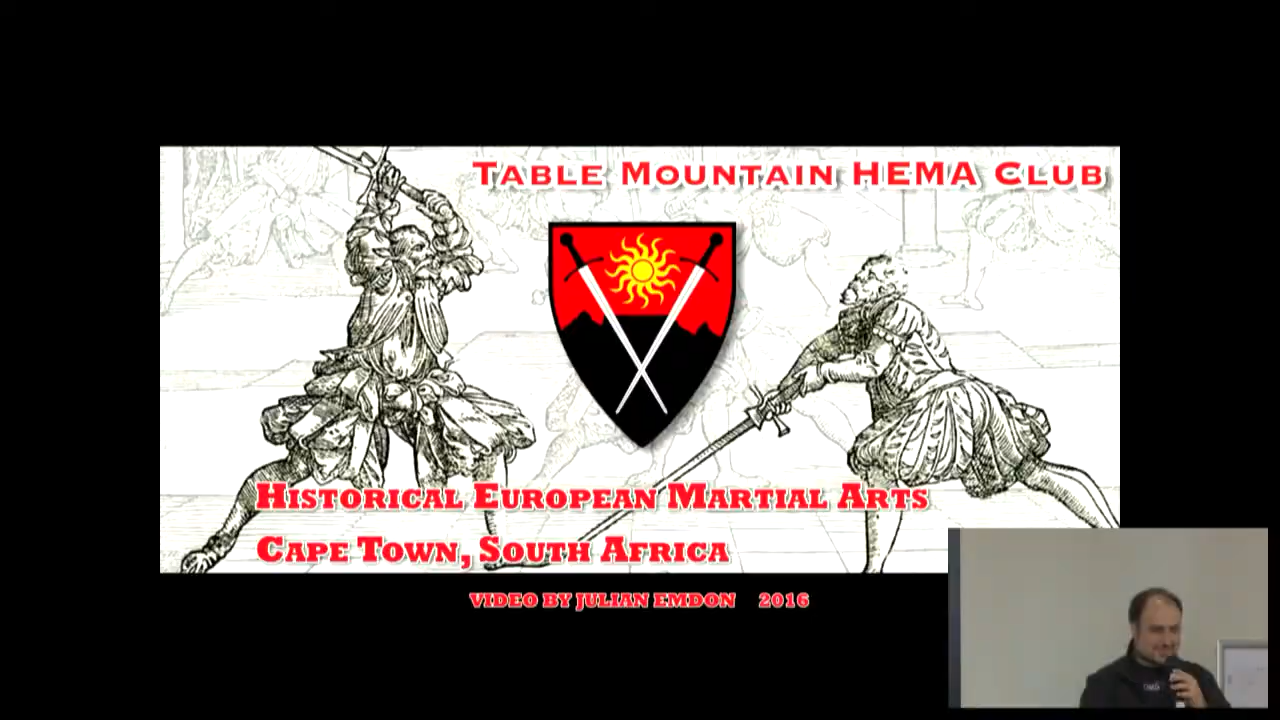 Table Mountain HEMA Club
Historical European Martial Arts
Cape Town, South Africa
Video by Julian Emdon 2016